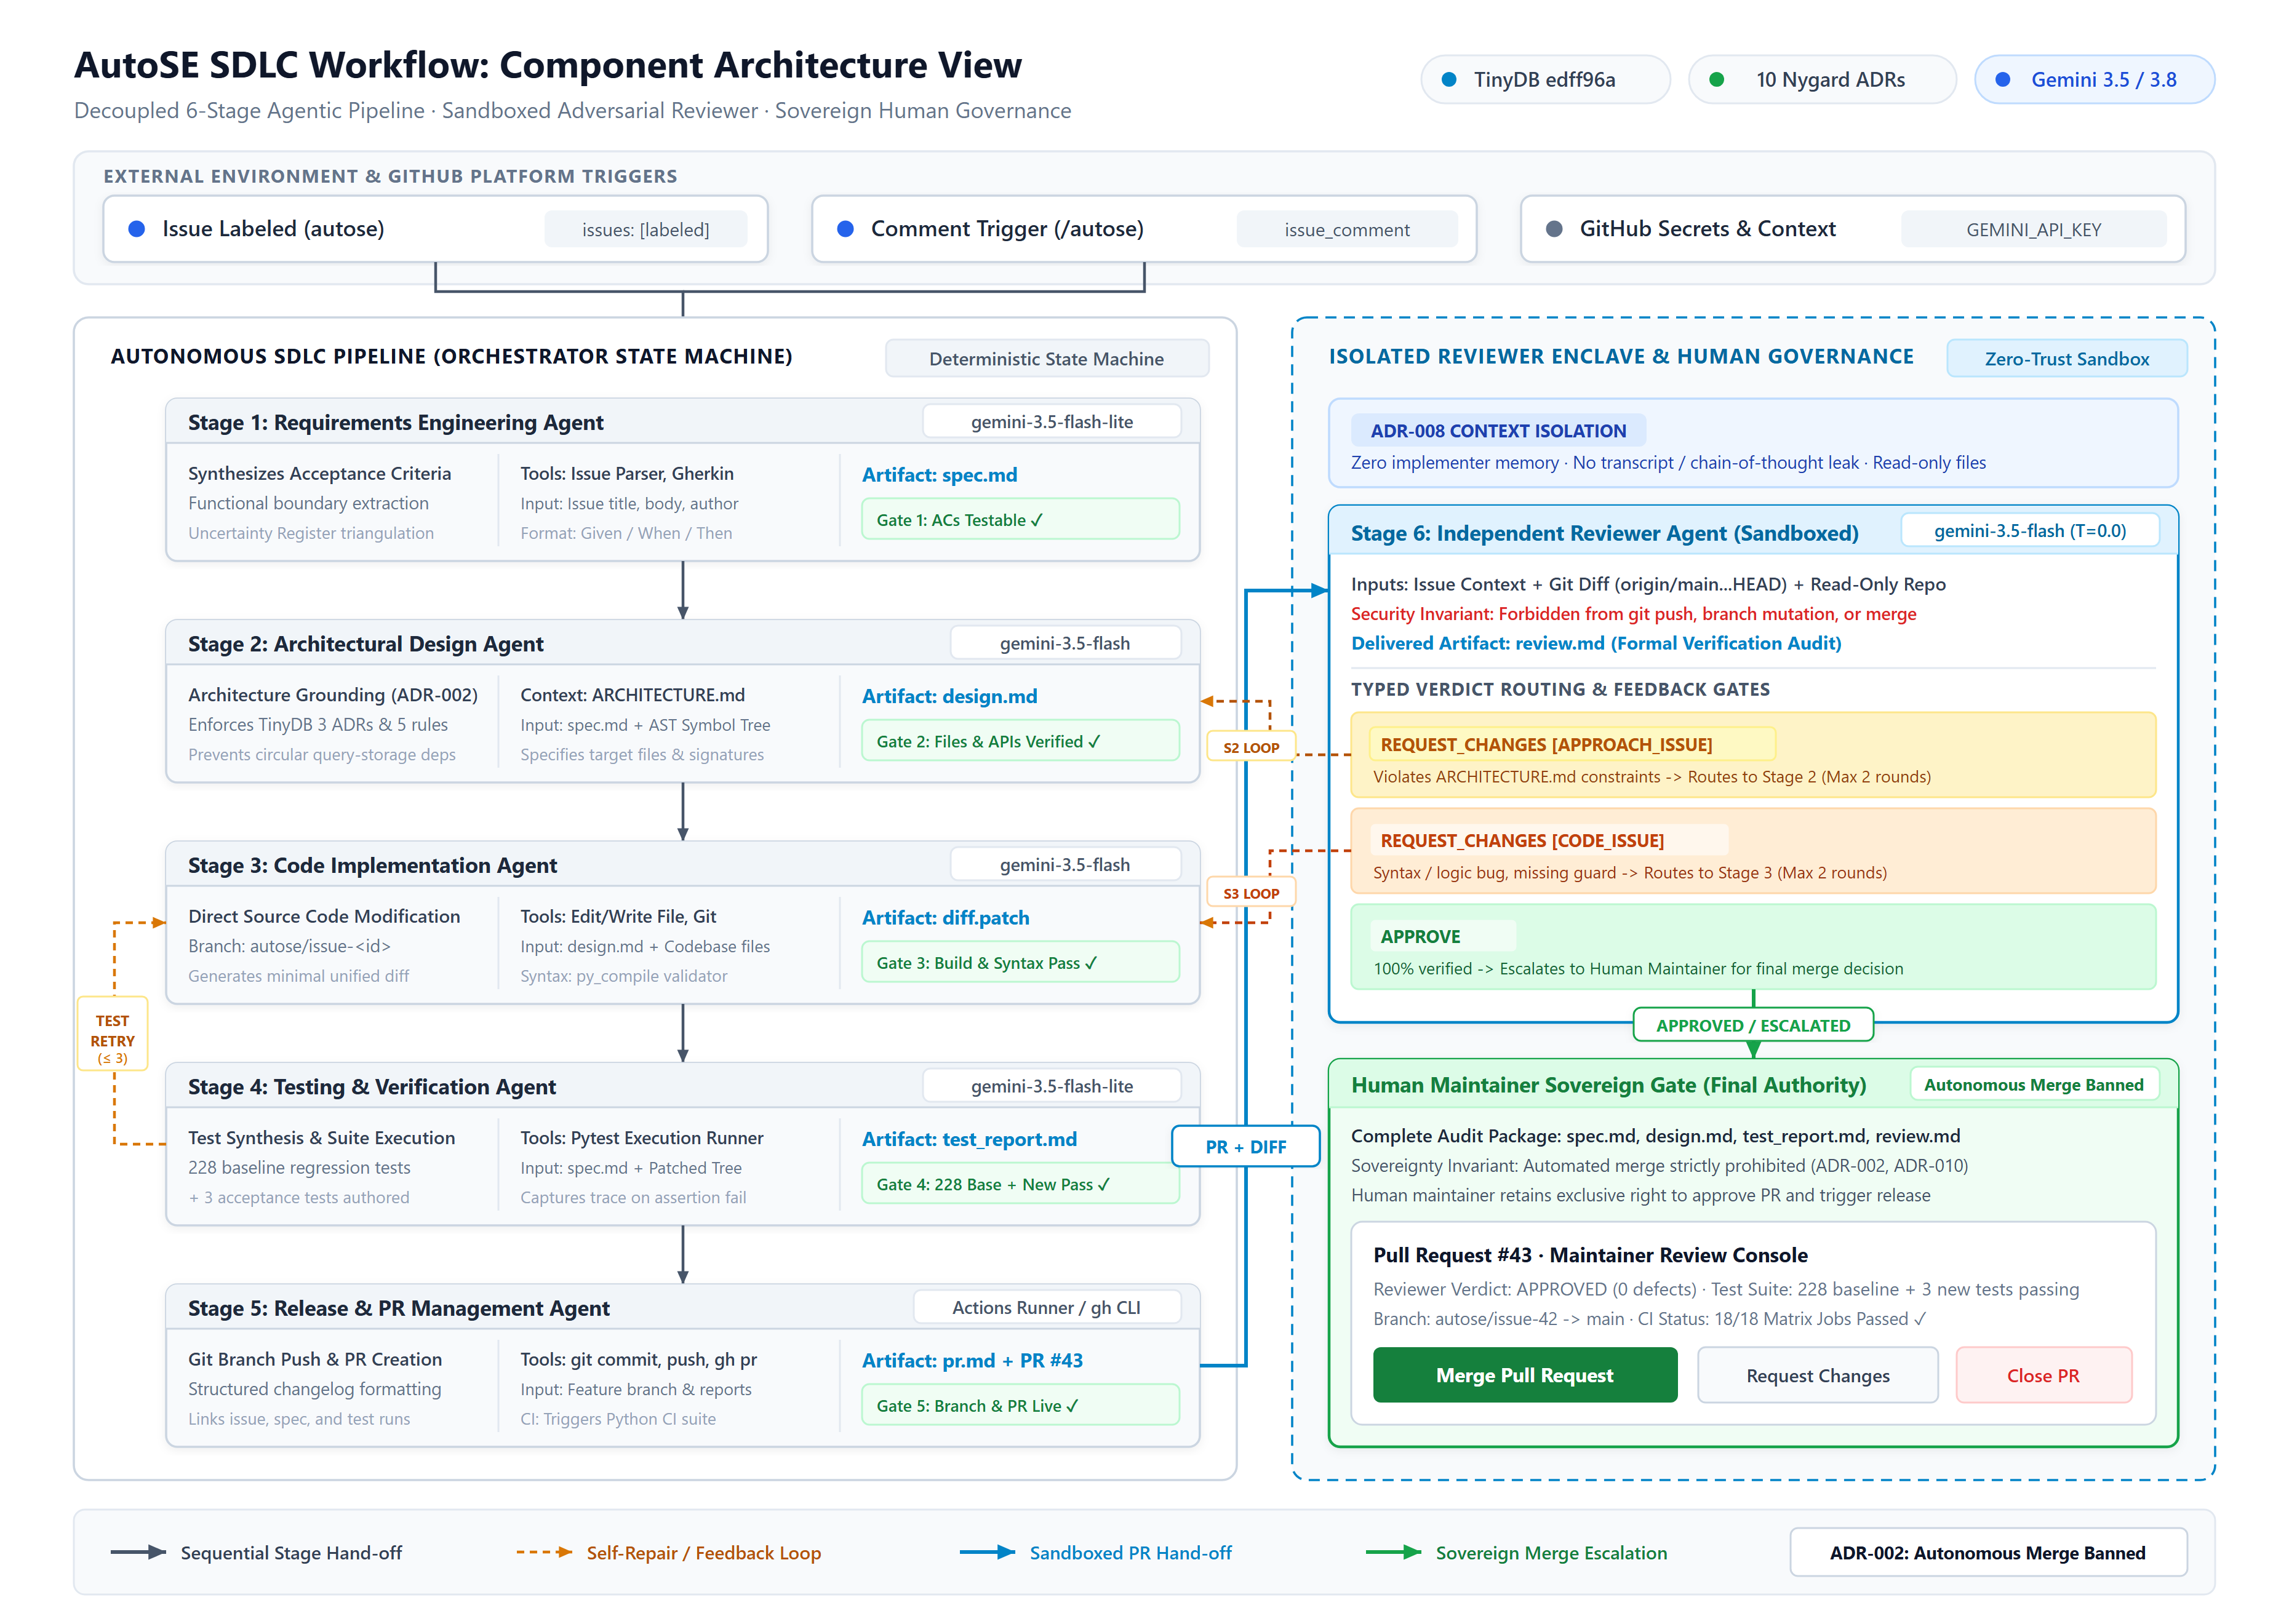 AutoSE SDLC Workflow: Component Architecture View
Decoupled 6-Stage Agentic Pipeline · Sandboxed Adversarial Reviewer · Sovereign Human Governance
TinyDB edff96a
10 Nygard ADRs
Gemini 3.5 / 3.8
EXTERNAL ENVIRONMENT & GITHUB PLATFORM TRIGGERS
Issue Labeled (autose)
issues: [labeled]
Comment Trigger (/autose)
issue_comment
GitHub Secrets & Context
GEMINI_API_KEY
AUTONOMOUS SDLC PIPELINE (ORCHESTRATOR STATE MACHINE)
Deterministic State Machine
Stage 1: Requirements Engineering Agent
gemini-3.5-flash-lite
Synthesizes Acceptance Criteria
Functional boundary extraction
Uncertainty Register triangulation
Tools: Issue Parser, Gherkin
Input: Issue title, body, author
Format: Given / When / Then
Artifact: spec.md
Gate 1: ACs Testable ✓
Stage 2: Architectural Design Agent
gemini-3.5-flash
Architecture Grounding (ADR-002)
Enforces TinyDB 3 ADRs & 5 rules
Prevents circular query-storage deps
Context: ARCHITECTURE.md
Input: spec.md + AST Symbol Tree
Specifies target files & signatures
Artifact: design.md
Gate 2: Files & APIs Verified ✓
Stage 3: Code Implementation Agent
gemini-3.5-flash
Direct Source Code Modification
Branch: autose/issue-<id>
Generates minimal unified diff
Tools: Edit/Write File, Git
Input: design.md + Codebase files
Syntax: py_compile validator
Artifact: diff.patch
Gate 3: Build & Syntax Pass ✓
TEST
RETRY
(≤ 3)
Stage 4: Testing & Verification Agent
gemini-3.5-flash-lite
Test Synthesis & Suite Execution
228 baseline regression tests
+ 3 acceptance tests authored
Tools: Pytest Execution Runner
Input: spec.md + Patched Tree
Captures trace on assertion fail
Artifact: test_report.md
Gate 4: 228 Base + New Pass ✓
Stage 5: Release & PR Management Agent
Actions Runner / gh CLI
Git Branch Push & PR Creation
Structured changelog formatting
Links issue, spec, and test runs
Tools: git commit, push, gh pr
Input: Feature branch & reports
CI: Triggers Python CI suite
Artifact: pr.md + PR #43
Gate 5: Branch & PR Live ✓
S2 LOOP
S3 LOOP
PR + DIFF
ISOLATED REVIEWER ENCLAVE & HUMAN GOVERNANCE
Zero-Trust Sandbox
ADR-008 CONTEXT ISOLATION
Zero implementer memory · No transcript / chain-of-thought leak · Read-only files
Stage 6: Independent Reviewer Agent (Sandboxed)
gemini-3.5-flash (T=0.0)
Inputs: Issue Context + Git Diff (origin/main...HEAD) + Read-Only Repo
Security Invariant: Forbidden from git push, branch mutation, or merge
Delivered Artifact: review.md (Formal Verification Audit)
TYPED VERDICT ROUTING & FEEDBACK GATES
REQUEST_CHANGES [APPROACH_ISSUE]
Violates ARCHITECTURE.md constraints -> Routes to Stage 2 (Max 2 rounds)
REQUEST_CHANGES [CODE_ISSUE]
Syntax / logic bug, missing guard -> Routes to Stage 3 (Max 2 rounds)
APPROVE
100% verified -> Escalates to Human Maintainer for final merge decision
APPROVED / ESCALATED
Human Maintainer Sovereign Gate (Final Authority)
Autonomous Merge Banned
Complete Audit Package: spec.md, design.md, test_report.md, review.md
Sovereignty Invariant: Automated merge strictly prohibited (ADR-002, ADR-010)
Human maintainer retains exclusive right to approve PR and trigger release
Pull Request #43 · Maintainer Review Console
Reviewer Verdict: APPROVED (0 defects) · Test Suite: 228 baseline + 3 new tests passing
Branch: autose/issue-42 -> main · CI Status: 18/18 Matrix Jobs Passed ✓
Merge Pull Request
Request Changes
Close PR
Sequential Stage Hand-off
Self-Repair / Feedback Loop
Sandboxed PR Hand-off
Sovereign Merge Escalation
ADR-002: Autonomous Merge Banned